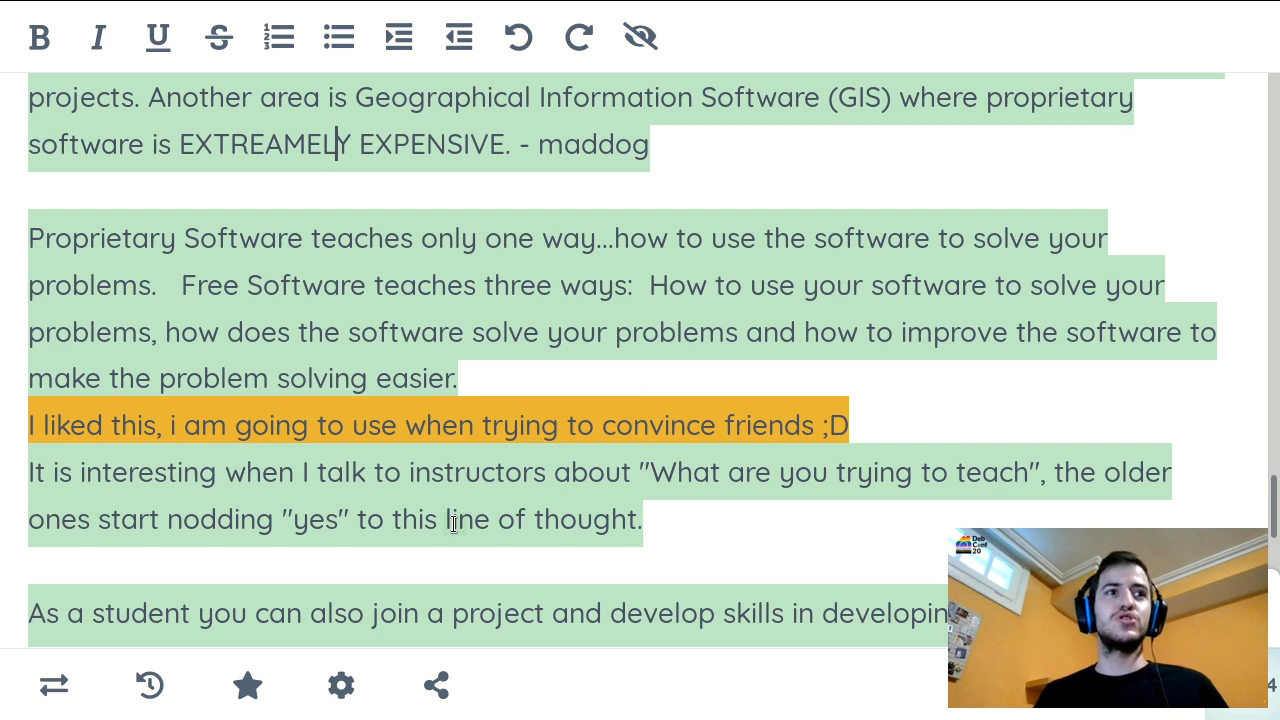 projects. Another area is Geographical Information Software (GIS) where proprietary
software is EXTREAMELY EXPENSIVE. - maddog
Proprietary Software teaches only one way...how to use the software to solve your
problems.   Free Software teaches three ways:  How to use your software to solve your
problems, how does the software solve your problems and how to improve the software to
make the problem solving easier.
I liked this, i am going to use when trying to convince friends ;D
It is interesting when I talk to instructors about "What are you trying to teach", the older
ones start nodding "yes" to this line of thought.
As a student you can also join a project and develop skills in developin
Deb
Conf
20
4